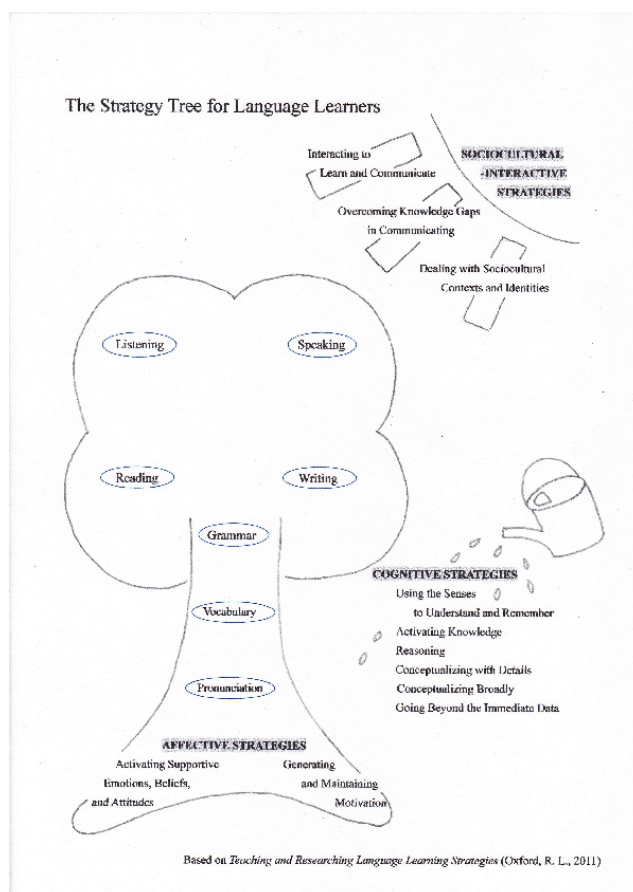 The Strategy Tree for Language Learners
SOCIOCULTURAL
-INTERACTIVE
STRATEGIES
Interacting to
Learn and Communicate
Overcoming Knowledge Gaps
in Communicating
Dealing with Sociocultural
Contexts and Identities
Listening
Speaking
Reading
Writing
Grammar
Vocabulary
Pronunciation
COGNITIVE STRATEGIES
Using the Senses
to Understand and Remember
Activating Knowledge
Reasoning
Conceptualizing with Details
Conceptualizing Broadly
Going Beyond the Immediate Data
AFFECTIVE STRATEGIES
Activating Supportive
Emotions, Beliefs,
and Attitudes
Generating
and Maintaining
Motivation
Based on Teaching and Researching Language Learning Strategies (Oxford, R. L., 2011)